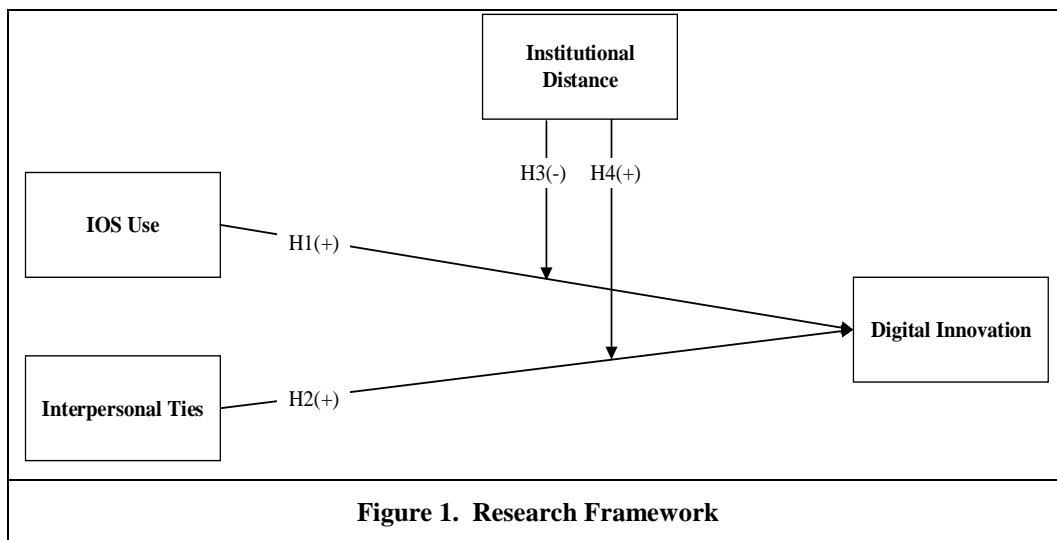 Institutional
Distance
H3(-) H4(+)
IOS Use
H1(+)
Digital Innovation
Interpersonal Ties
H2(+)
Figure 1. Research Framework